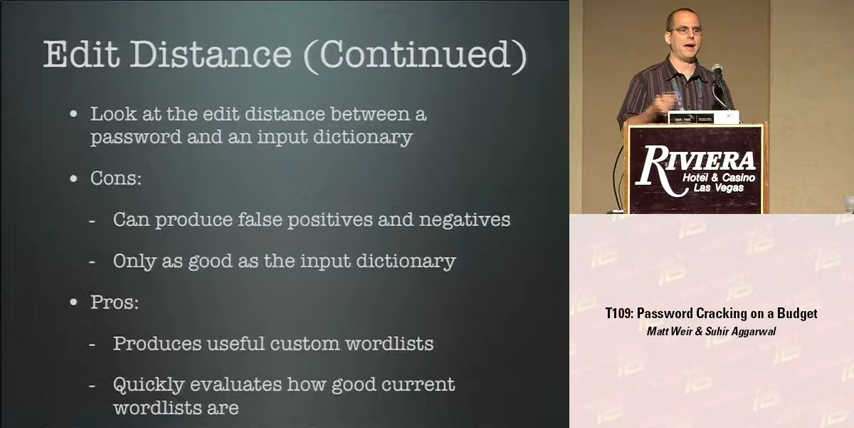 Edit Distance (Continued)
• Look at the edit distance between a
password and an input dictionary
• Cons:
- Can produce false positives and negatives
- Only as good as the input dictionary
• Pros:
- Produces useful custom wordlists
- Quickly evaluates how good current
wordlists are
RIVIERA
Hotel & Casino
Las Vegas
T109: Password Cracking on a Budget
Matt Weir & Suhir Aggarwal